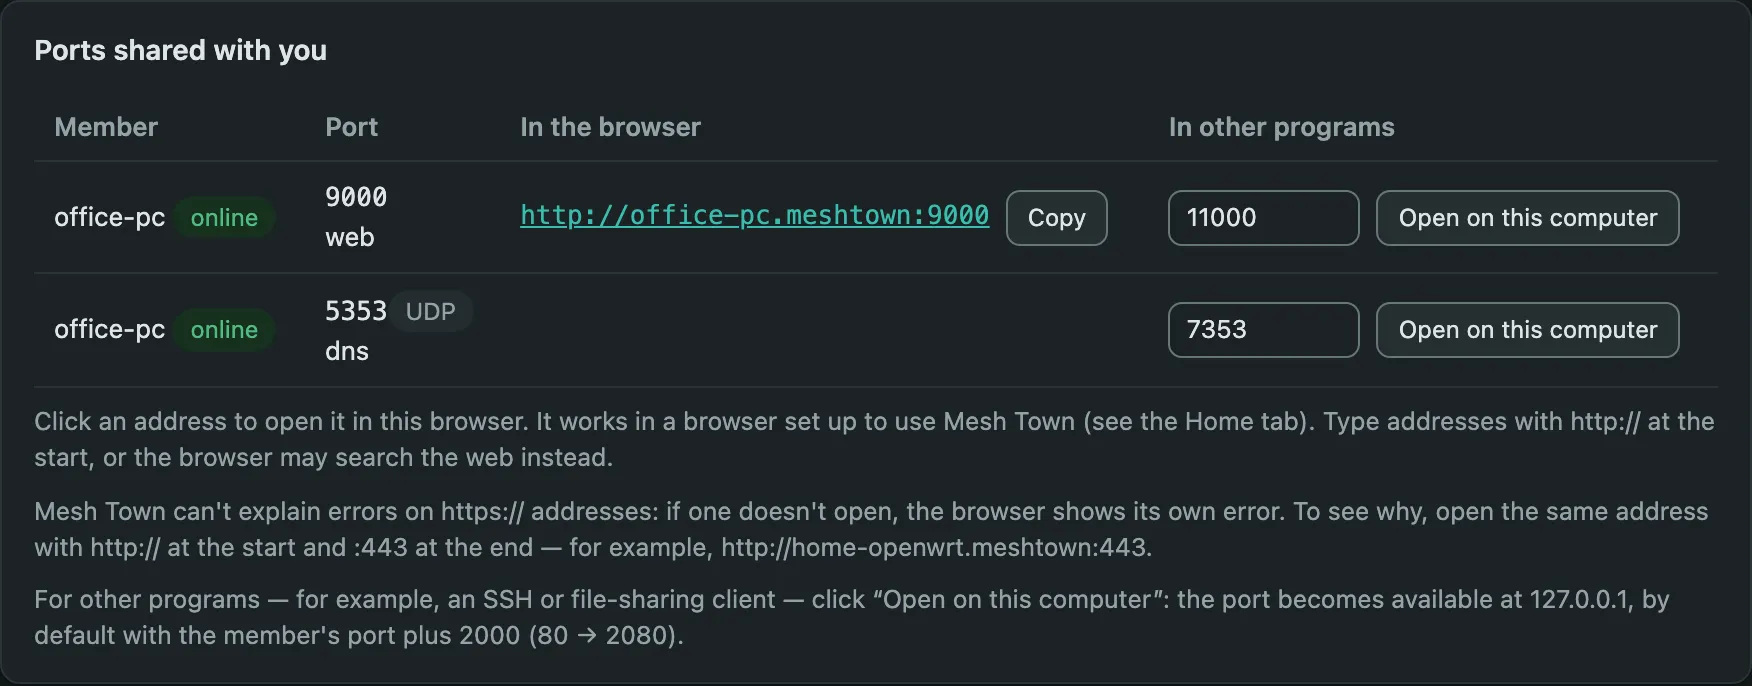 Ports shared with you
Member Port In the browser In other programs
office-pc online 9000 web http://office-pc.meshtown:9000 Copy 11000 Open on this computer
office-pc online 5353 UDP dns 7353 Open on this computer
Click an address to open it in this browser. It works in a browser set up to use Mesh Town (see the Home tab). Type addresses with http:// at the
start, or the browser may search the web instead.
Mesh Town can't explain errors on https:// addresses: if one doesn't open, the browser shows its own error. To see why, open the same address
with http:// at the start and :443 at the end — for example, http://home-openwrt.meshtown:443.
For other programs — for example, an SSH or file-sharing client — click “Open on this computer”: the port becomes available at 127.0.0.1, by
default with the member's port plus 2000 (80 → 2080).